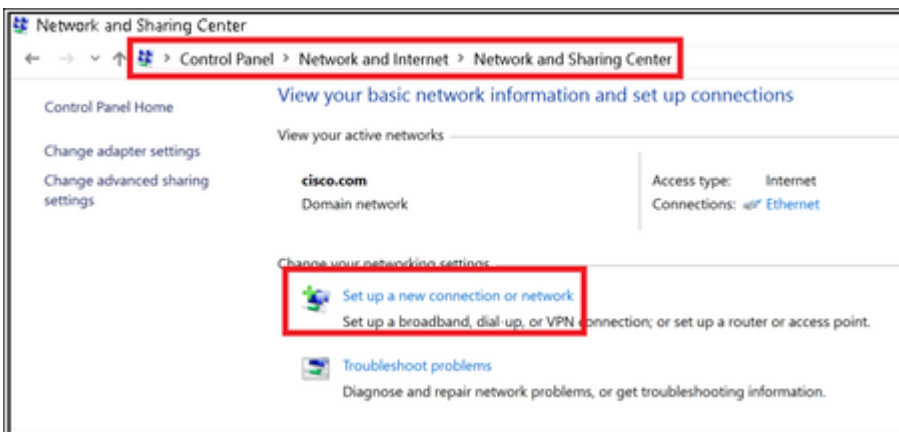 Network and Sharing Center
Control Panel > Network and Internet > Network and Sharing Center
Control Panel Home
Change adapter settings
Change advanced sharing
settings
View your basic network information and set up connections
View your active networks
cisco.com
Domain network
Access type: Internet
Connections: Ethernet
Change your networking settings
Set up a new connection or network
Set up a broadband, dial-up, or VPN connection; or set up a router or access point.
Troubleshoot problems
Diagnose and repair network problems, or get troubleshooting information.